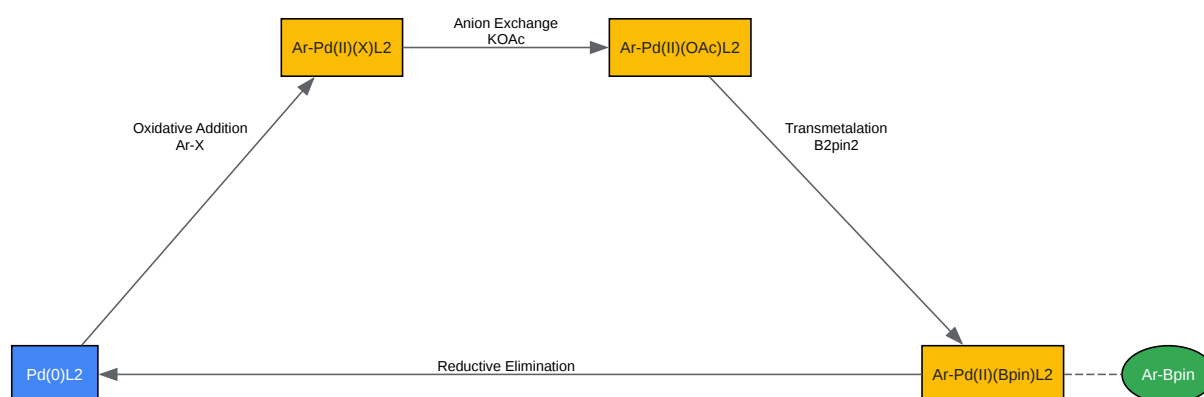 Anion Exchange
KOAc
Ar-Pd(II)(X)L2
Ar-Pd(II)(OAc)L2
Oxidative Addition
Ar-X
Transmetalation
B2pin2
Reductive Elimination
Pd(0)L2
Ar-Pd(II)(Bpin)L2
Ar-Bpin